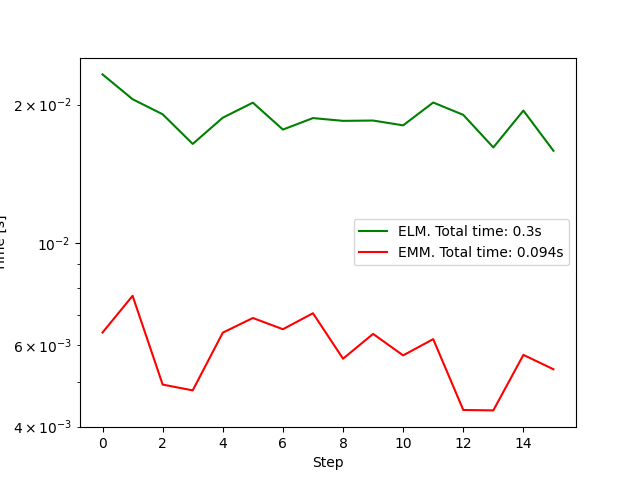 2 × 10⁻²
10⁻²
6 × 10⁻³
4 × 10⁻³
ELM. Total time: 0.3s
EMM. Total time: 0.094s
0 2 4 6 8 10 12 14
Step